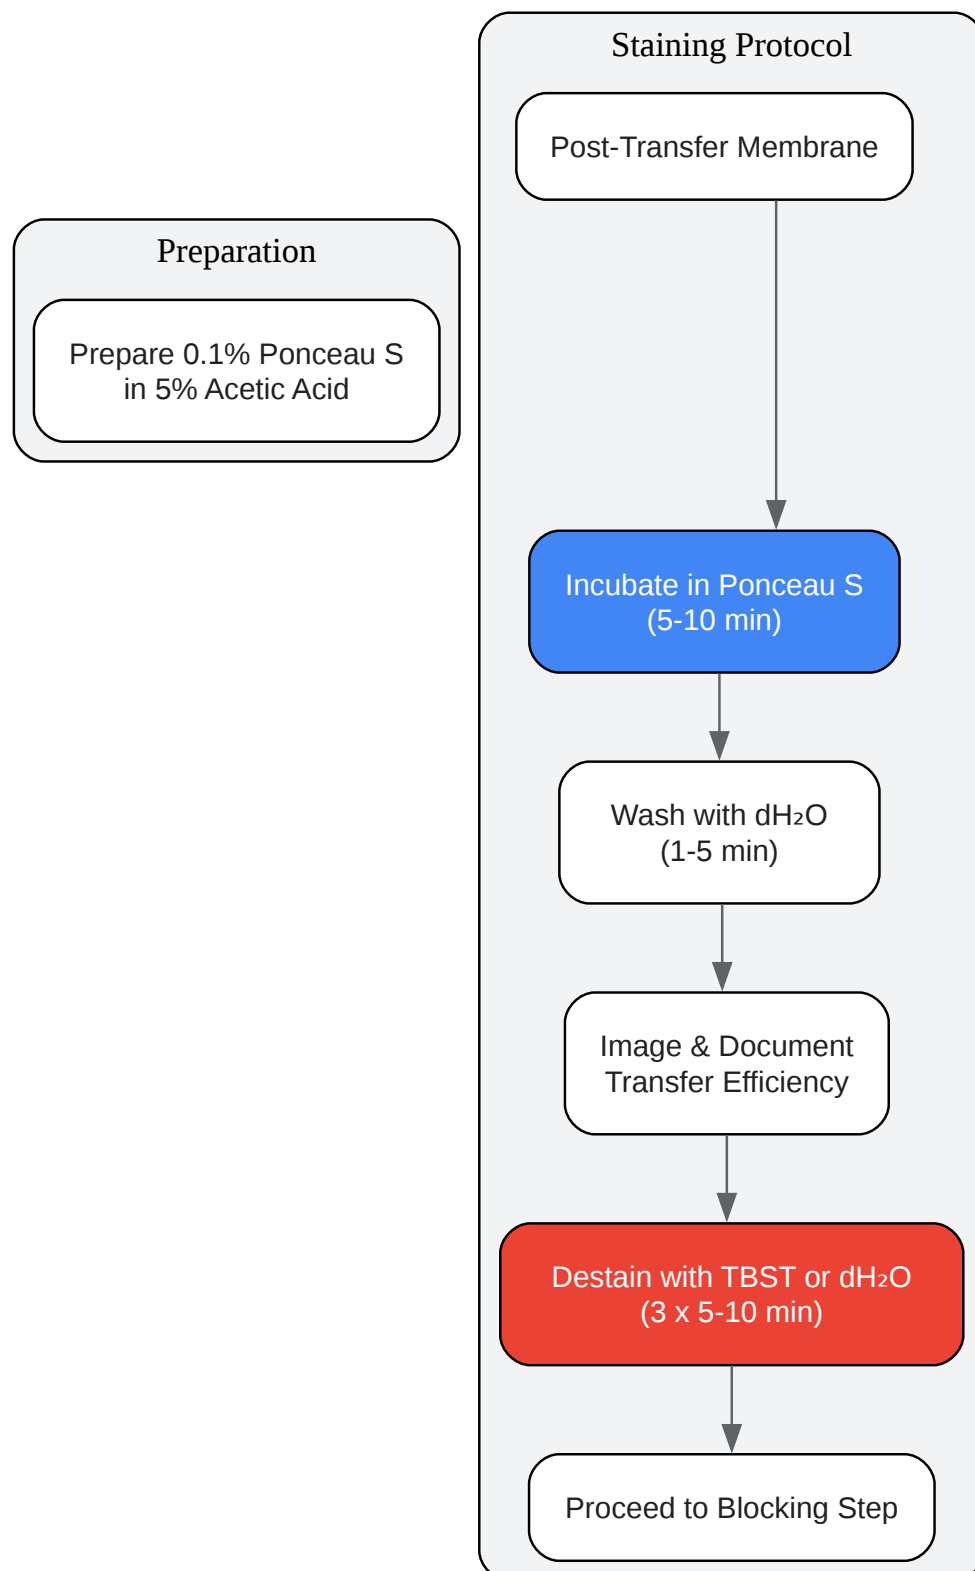 Staining Protocol
Post-Transfer Membrane
Preparation
Prepare 0.1% Ponceau S
in 5% Acetic Acid
Incubate in Ponceau S
(5-10 min)
Wash with dH₂O
(1-5 min)
Image & Document
Transfer Efficiency
Destain with TBST or dH₂O
(3 x 5-10 min)
Proceed to Blocking Step